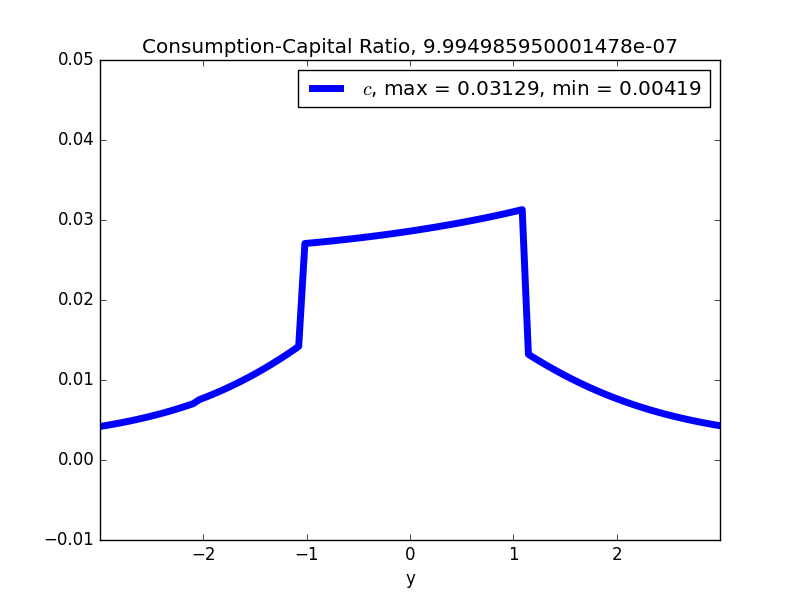 Consumption-Capital Ratio, 9.994985950001478e-07
0.05
c, max = 0.03129, min = 0.00419
0.04
0.03
0.02
0.01
0.00
−0.01
−2 −1 0 1 2
y